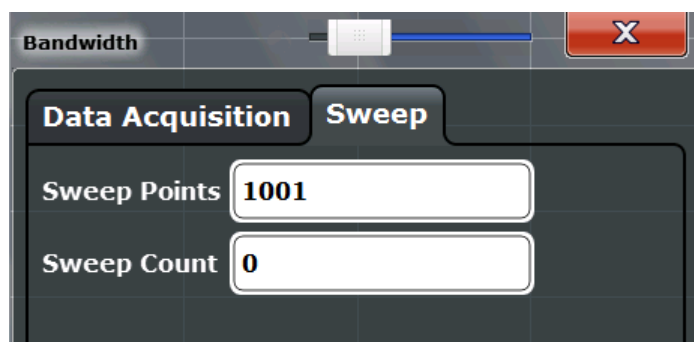 Bandwidth
X
Data Acquisition Sweep
Sweep Points 1001
Sweep Count 0